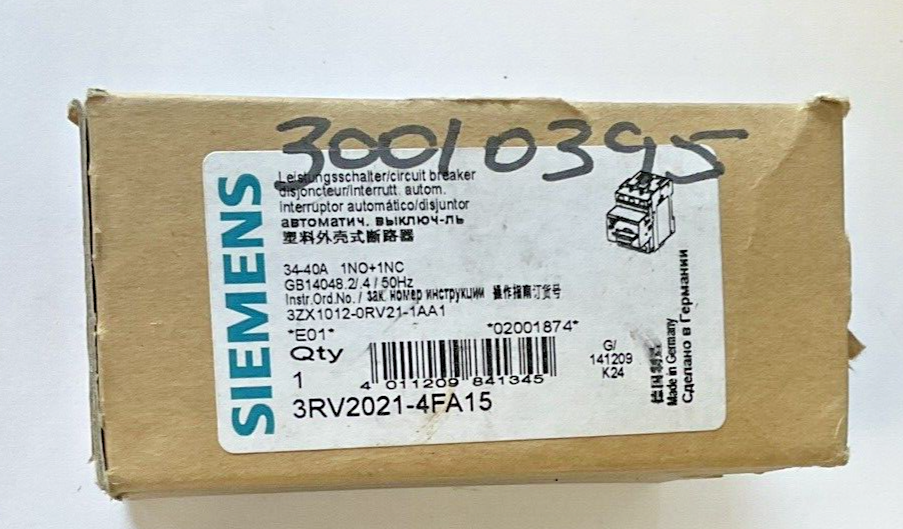 30010395
SIEMENS
Leistungsschalter/circuit breaker
disjoncteur/interrutt. autom.
interruptor automático/disjuntor
автоматич. выключ-ль
塑料外壳式断路器
34-40A 1NO+1NC
GB14048.2/.4 / 50Hz
Instr.Ord.No. / зак. номер инструкции 操作指南订货号
3ZX1012-0RV21-1AA1
*E01* *02001874*
Qty
1
4 011209 841345
3RV2021-4FA15
G/
141209
K24
德国制造
Made in Germany
Сделано в Германии